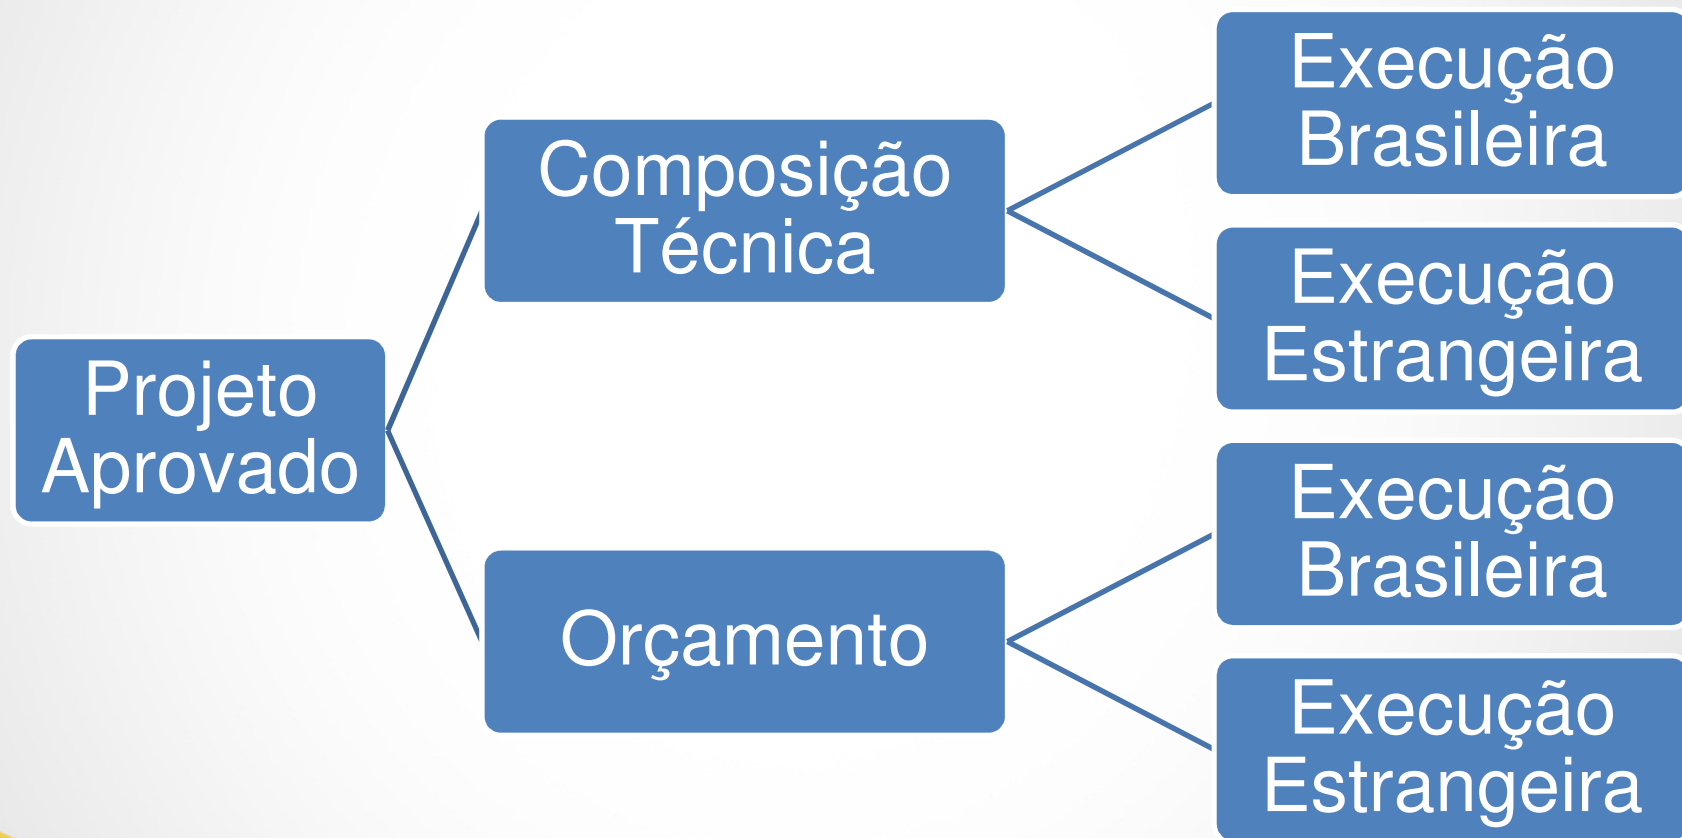 Projeto
Aprovado
Composição
Técnica
Orçamento
Execução
Brasileira
Execução
Estrangeira
Execução
Brasileira
Execução
Estrangeira